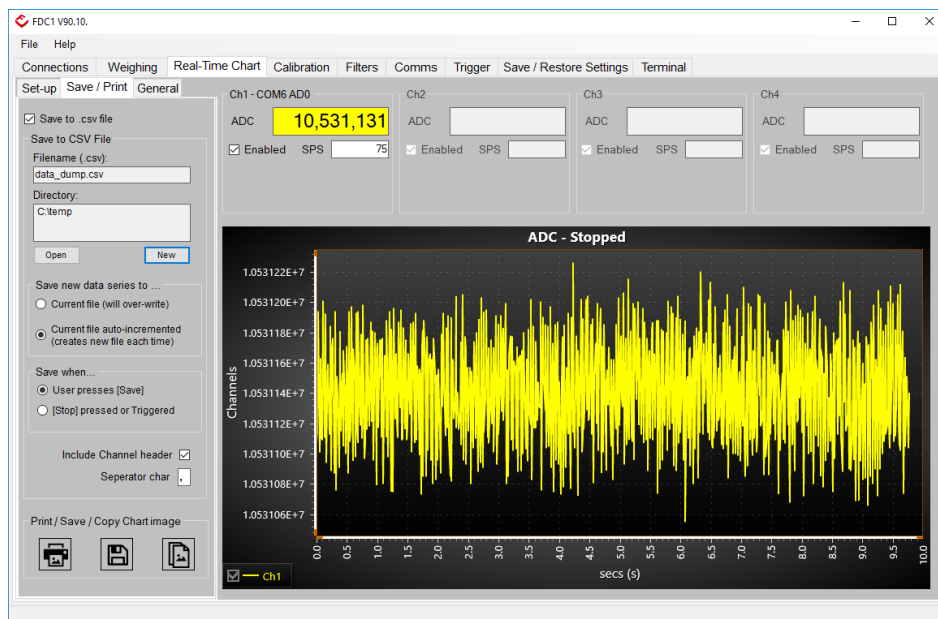 FDC1 V90.10.
File Help
Connections Weighing Real-Time Chart Calibration Filters Comms Trigger Save / Restore Settings Terminal
Set-up Save / Print General
Save to .csv file
Save to CSV File
Filename (.csv):
data_dump.csv
Directory:
C:\temp
Open New
Save new data series to ...
Current file (will over-write)
Current file auto-incremented
(creates new file each time)
Save when...
User presses [Save]
[Stop] pressed or Triggered
Include Channel header
Seperator char ,
Print / Save / Copy Chart image
Ch1 - COM6 AD0
ADC 10,531,131
Enabled SPS 75
Ch2
ADC
Enabled SPS
Ch3
ADC
Enabled SPS
Ch4
ADC
Enabled SPS
ADC - Stopped
Channels
1.053122E+7
1.053120E+7
1.053118E+7
1.053116E+7
1.053114E+7
1.053112E+7
1.053110E+7
1.053108E+7
1.053106E+7
0.0 0.5 1.0 1.5 2.0 2.5 3.0 3.5 4.0 4.5 5.0 5.5 6.0 6.5 7.0 7.5 8.0 8.5 9.0 9.5 10.0
secs (s)
Ch1